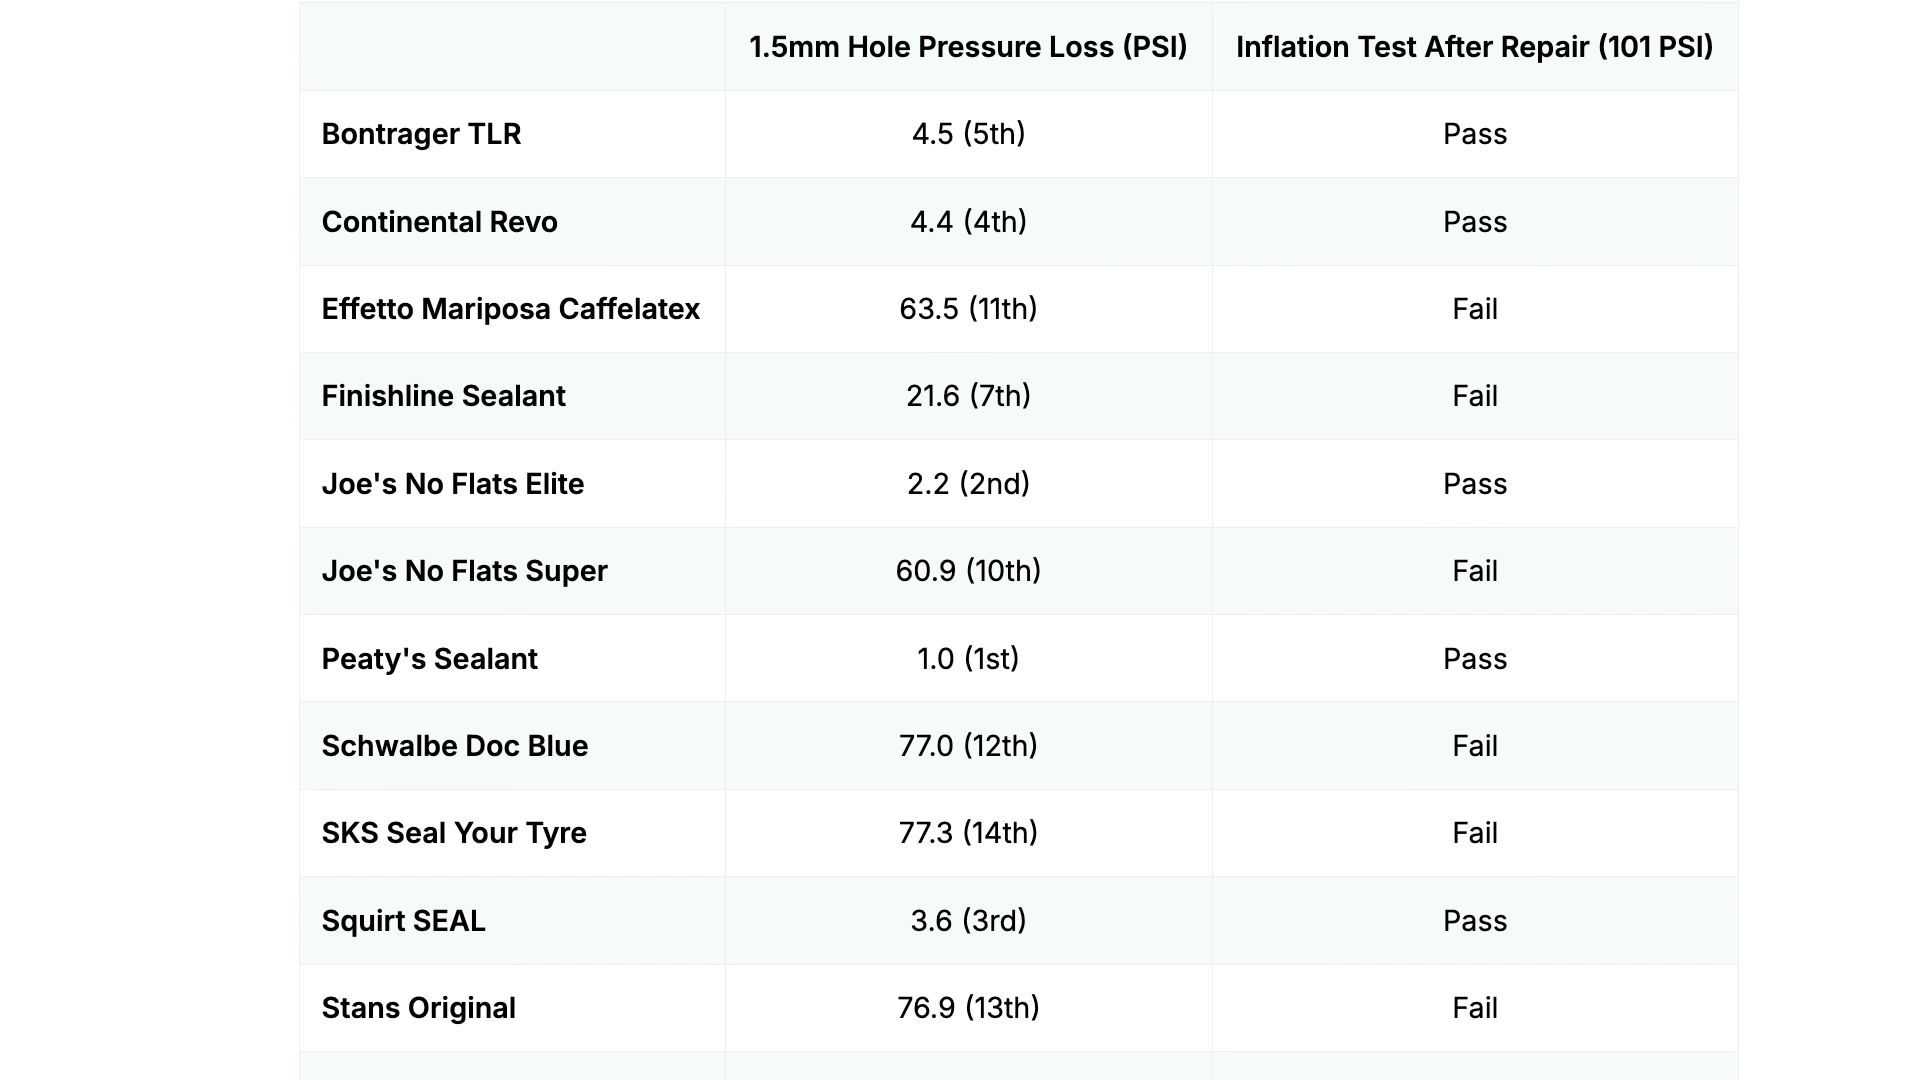 1.5mm Hole Pressure Loss (PSI) Inflation Test After Repair (101 PSI)
Bontrager TLR 4.5 (5th) Pass
Continental Revo 4.4 (4th) Pass
Effetto Mariposa Caffelatex 63.5 (11th) Fail
Finishline Sealant 21.6 (7th) Fail
Joe's No Flats Elite 2.2 (2nd) Pass
Joe's No Flats Super 60.9 (10th) Fail
Peaty's Sealant 1.0 (1st) Pass
Schwalbe Doc Blue 77.0 (12th) Fail
SKS Seal Your Tyre 77.3 (14th) Fail
Squirt SEAL 3.6 (3rd) Pass
Stans Original 76.9 (13th) Fail